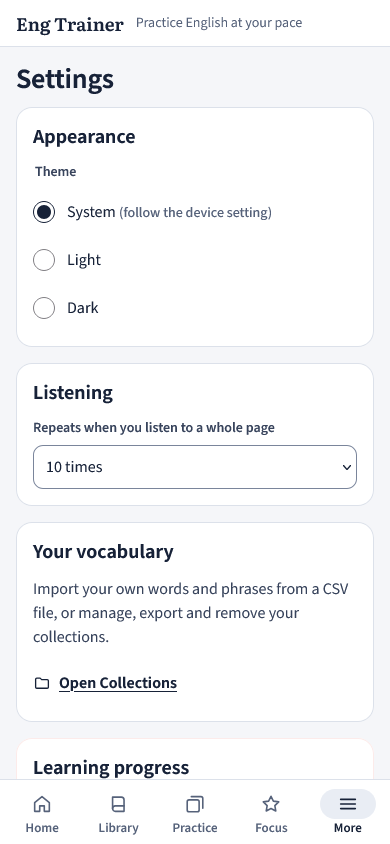 Eng Trainer Practice English at your pace
Settings
Appearance
Theme
System (follow the device setting)
Light
Dark
Listening
Repeats when you listen to a whole page
10 times
Your vocabulary
Import your own words and phrases from a CSV
file, or manage, export and remove your
collections.
Open Collections
Learning progress
Home Library Practice Focus More